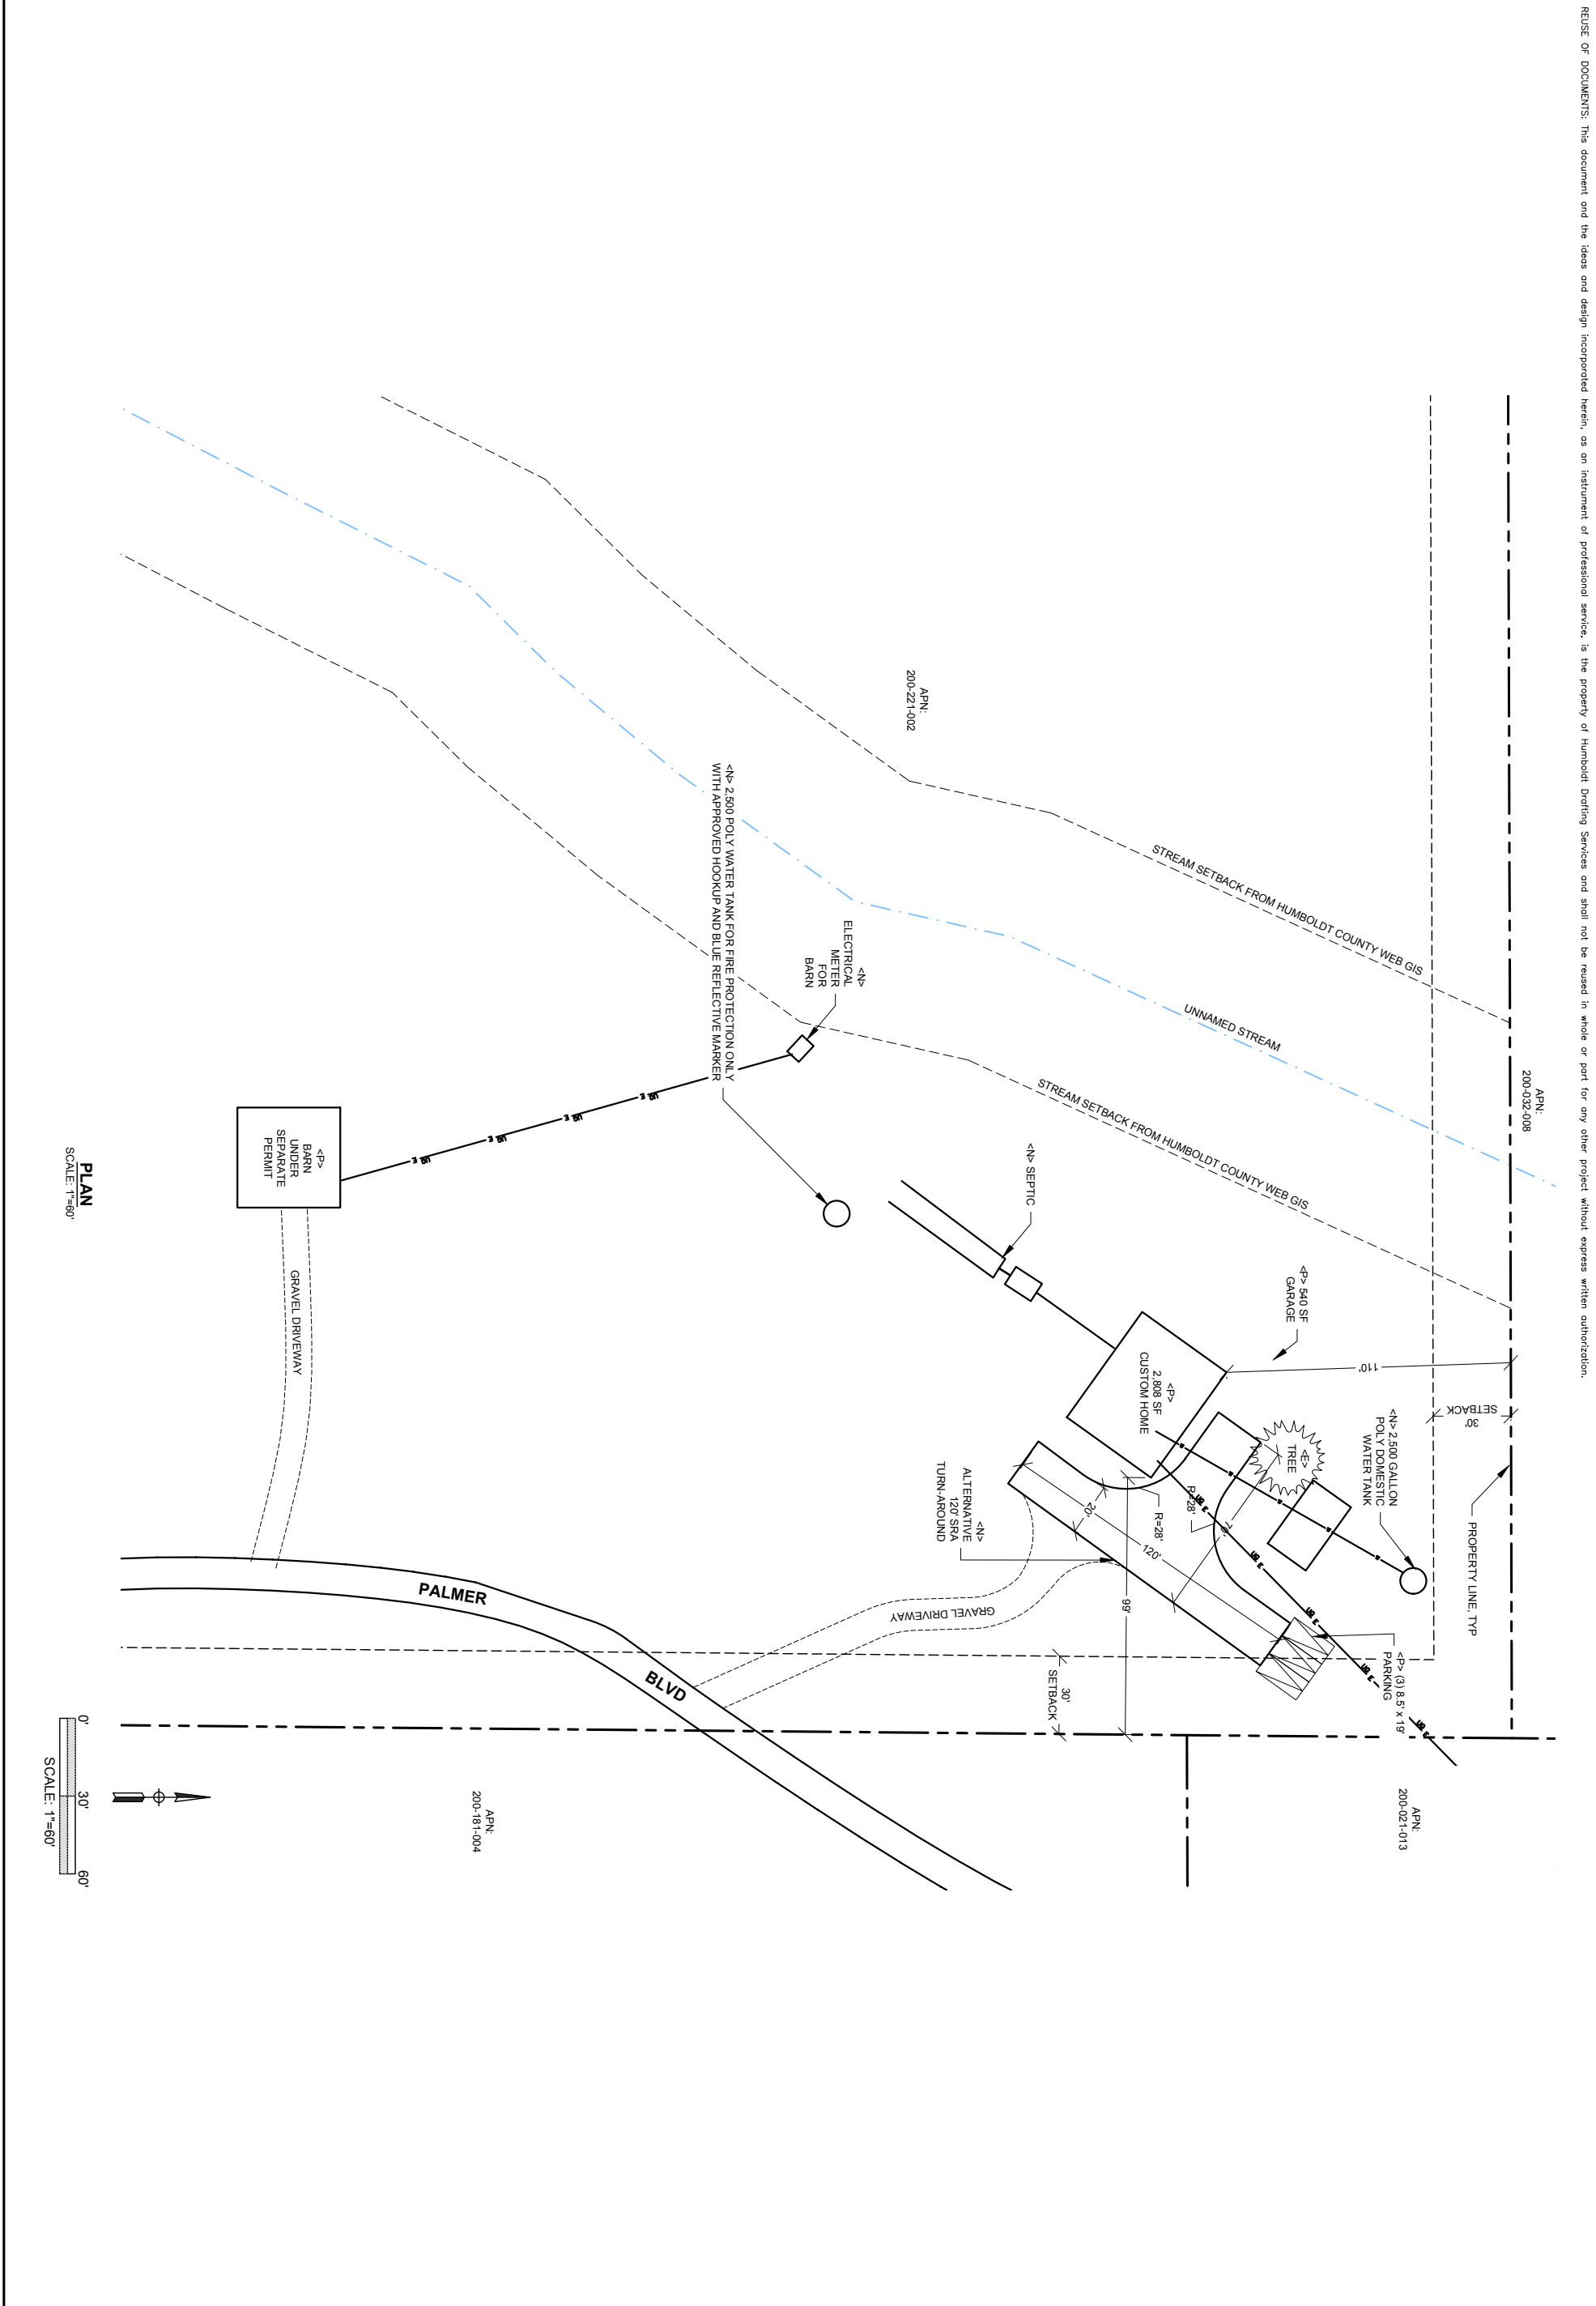 REUSE OF DOCUMENTS: This document and the ideas and design incorporated herein, as an instrument of professional service, is the property of Humboldt Drafting Services and shall not be reused in whole or part for any other project without express written authorization.
APN:
200-032-008
PROPERTY LINE, TYP
30'
SETBACK
110'
<N> 2,500 GALLON
POLY DOMESTIC
WATER TANK
<P> (3) 8.5' x 19'
PARKING
APN:
200-021-013
<P> 540 SF
GARAGE
<E>
TREE
STREAM SETBACK FROM HUMBOLDT COUNTY WEB GIS
UNNAMED STREAM
STREAM SETBACK FROM HUMBOLDT COUNTY WEB GIS
<P>
2,808 SF
CUSTOM HOME
R=28'
R=28'
70'
120'
20'
99'
30'
SETBACK
<N> SEPTIC
<N>
ALTERNATIVE
120' SRA
TURN-AROUND
GRAVEL DRIVEWAY
APN:
200-221-002
<N>
ELECTRICAL
METER
FOR
BARN
<N> 2,500 POLY WATER TANK FOR FIRE PROTECTION ONLY
WITH APPROVED HOOKUP AND BLUE REFLECTIVE MARKER
PALMER
BLVD
APN:
200-181-004
<P>
BARN
UNDER
SEPARATE
PERMIT
GRAVEL DRIVEWAY
PLAN
SCALE: 1"=60'
0'
30'
60'
SCALE: 1"=60'